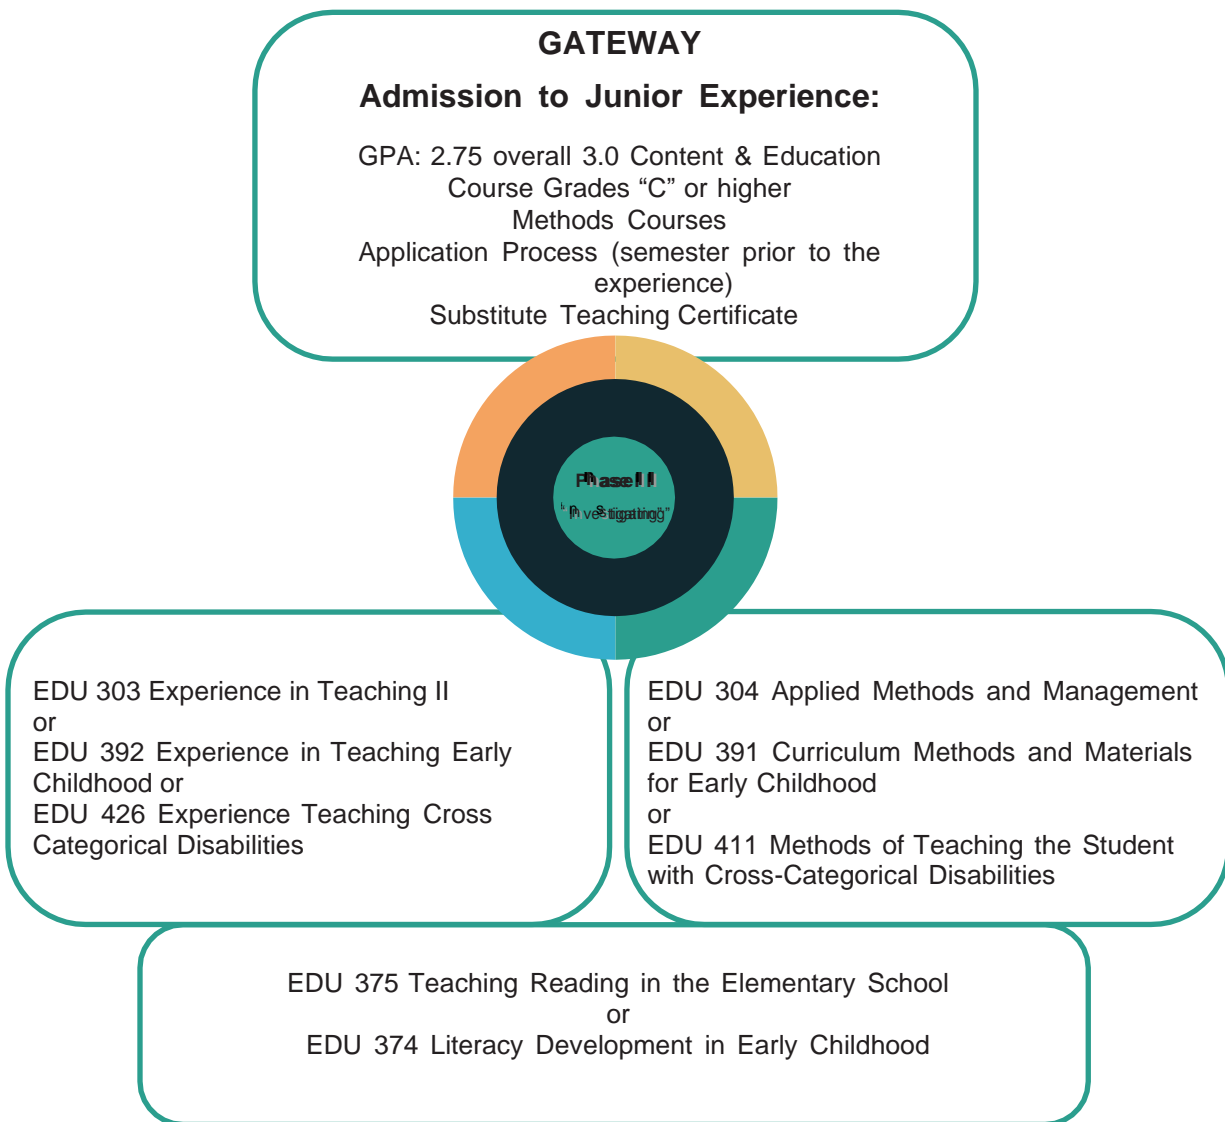 GATEWAY
Admission to Junior Experience:
GPA: 2.75 overall 3.0 Content & Education
Course Grades “C” or higher
Methods Courses
Application Process (semester prior to the
experience)
Substitute Teaching Certificate
Phase II
"Investigating"
EDU 303 Experience in Teaching II
or
EDU 392 Experience in Teaching Early
Childhood or
EDU 426 Experience Teaching Cross
Categorical Disabilities
EDU 304 Applied Methods and Management
or
EDU 391 Curriculum Methods and Materials
for Early Childhood
or
EDU 411 Methods of Teaching the Student
with Cross-Categorical Disabilities
EDU 375 Teaching Reading in the Elementary School
or
EDU 374 Literacy Development in Early Childhood